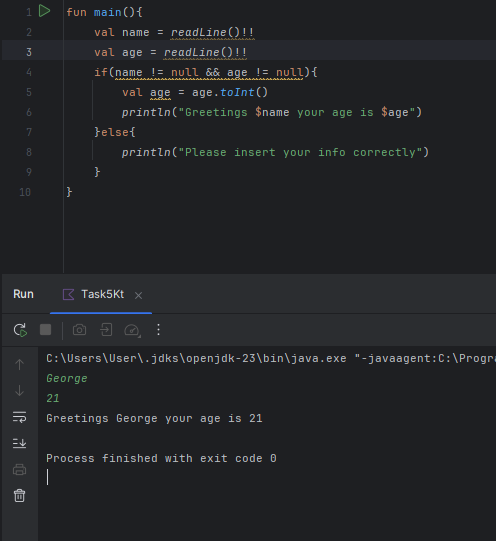 1 fun main(){
2 val name = readLine()!!
3 val age = readLine()!!
4 if(name != null && age != null){
5 val age = age.toInt()
6 println("Greetings $name your age is $age")
7 }else{
8 println("Please insert your info correctly")
9 }
10 }
Run Task5Kt ×
C:\Users\User\.jdks\openjdk-23\bin\java.exe "-javaagent:C:\Progra
George
21
Greetings George your age is 21
Process finished with exit code 0